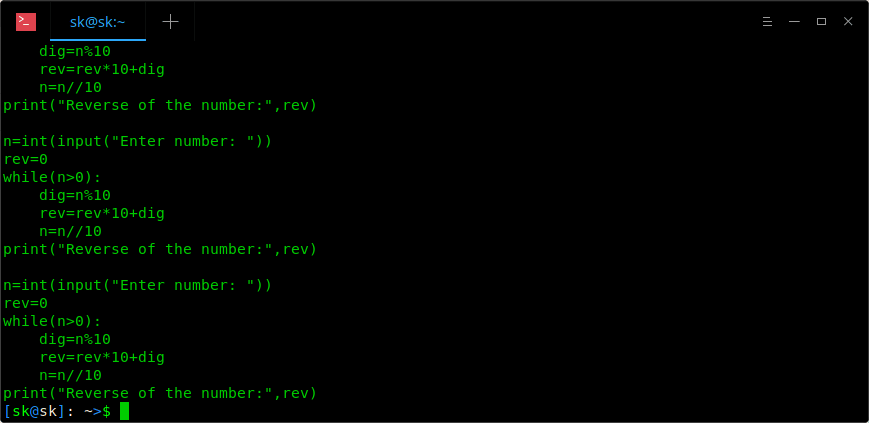 sk@sk:~
    dig=n%10
    rev=rev*10+dig
    n=n//10
print("Reverse of the number:",rev)

n=int(input("Enter number: "))
rev=0
while(n>0):
    dig=n%10
    rev=rev*10+dig
    n=n//10
print("Reverse of the number:",rev)

n=int(input("Enter number: "))
rev=0
while(n>0):
    dig=n%10
    rev=rev*10+dig
    n=n//10
print("Reverse of the number:",rev)
[sk@sk]: ~>$